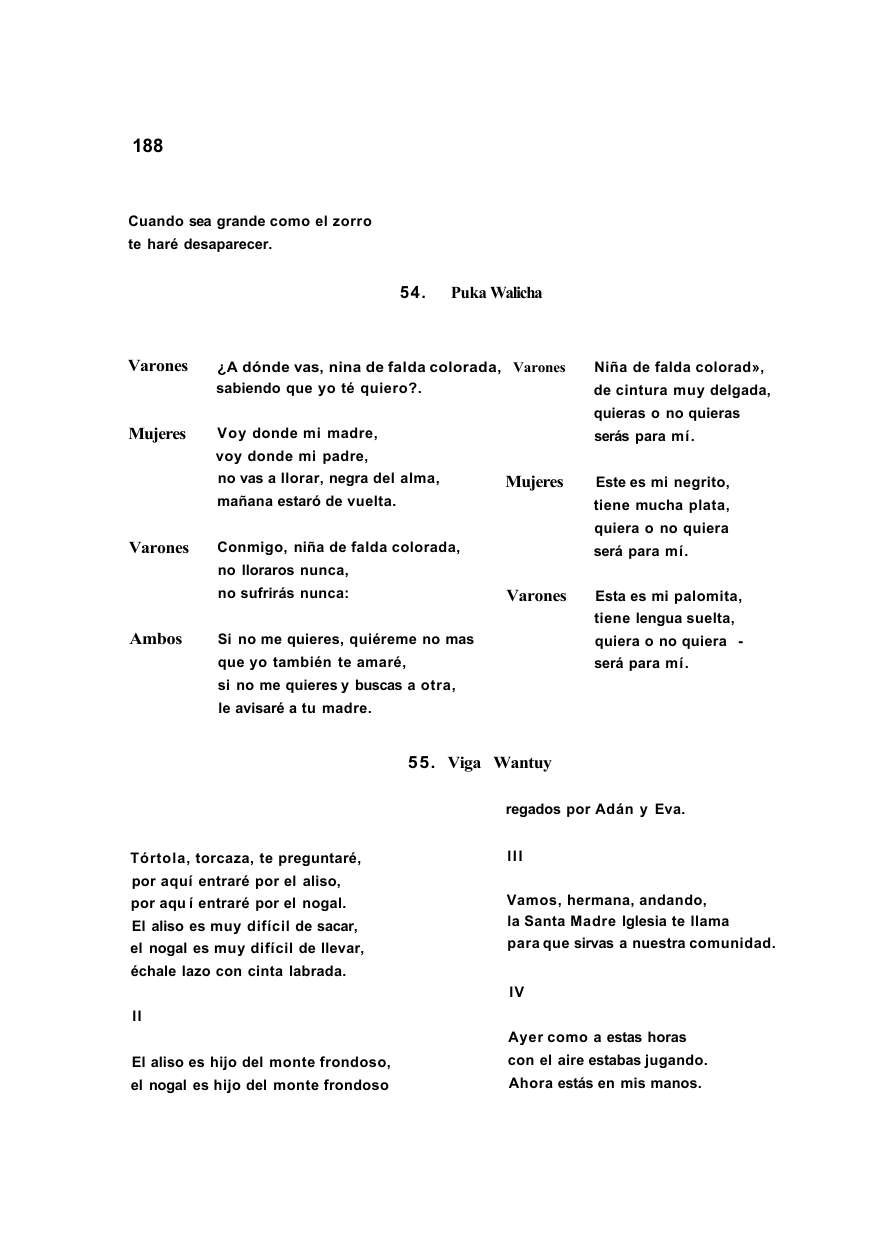 188
Cuando sea grande como el zorro
te haré desaparecer.
54. Puka Walicha
Varones ¿A dónde vas, nina de falda colorada,
sabiendo que yo té quiero?.
Mujeres Voy donde mi madre,
voy donde mi padre,
no vas a llorar, negra del alma,
mañana estaró de vuelta.
Varones Conmigo, niña de falda colorada,
no lloraros nunca,
no sufrirás nunca:
Ambos Si no me quieres, quiéreme no mas
que yo también te amaré,
si no me quieres y buscas a otra,
le avisaré a tu madre.
Varones Niña de falda colorad»,
de cintura muy delgada,
quieras o no quieras
serás para mí.
Mujeres Este es mi negrito,
tiene mucha plata,
quiera o no quiera
será para mí.
Varones Esta es mi palomita,
tiene lengua suelta,
quiera o no quiera -
será para mí.
55. Viga Wantuy
Tórtola, torcaza, te preguntaré,
por aquí entraré por el aliso,
por aqu í entraré por el nogal.
El aliso es muy difícil de sacar,
el nogal es muy difícil de llevar,
échale lazo con cinta labrada.
II
El aliso es hijo del monte frondoso,
el nogal es hijo del monte frondoso
regados por Adán y Eva.
III
Vamos, hermana, andando,
la Santa Madre Iglesia te llama
para que sirvas a nuestra comunidad.
IV
Ayer como a estas horas
con el aire estabas jugando.
Ahora estás en mis manos.